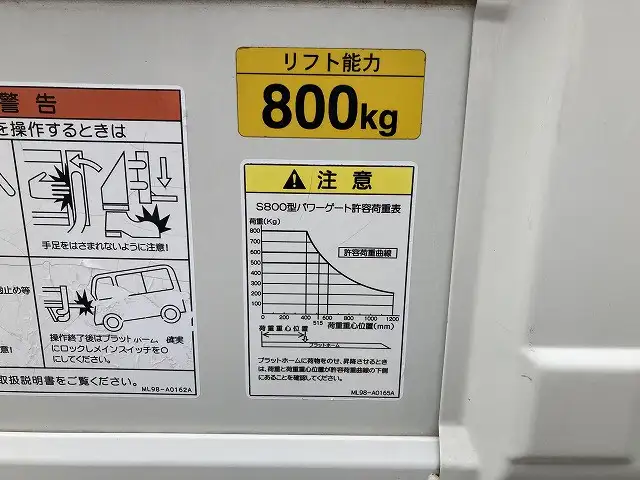 リフト能力
800kg
警告
を操作するときは
手足をはさまれないように注意!
操作終了後はプラットホーム 確実
にロックしメインスイッチをO
にしてください。
取扱説明書をご覧ください。
ML98-A0162A
注意
S800型パワーゲート許容荷重表
荷重(Kg)
800
700
600
500
400
300
200
100
許容荷重曲線
0 200 400 515 600 800 1000 1200
荷重重心位置(mm)
荷重重心位置
プラットホーム
プラットホームに荷物をのせ、昇降させるとき
は、荷重と荷重重心位置が許容荷重曲線の下側
にあることを確認してください。
ML98-A0165A